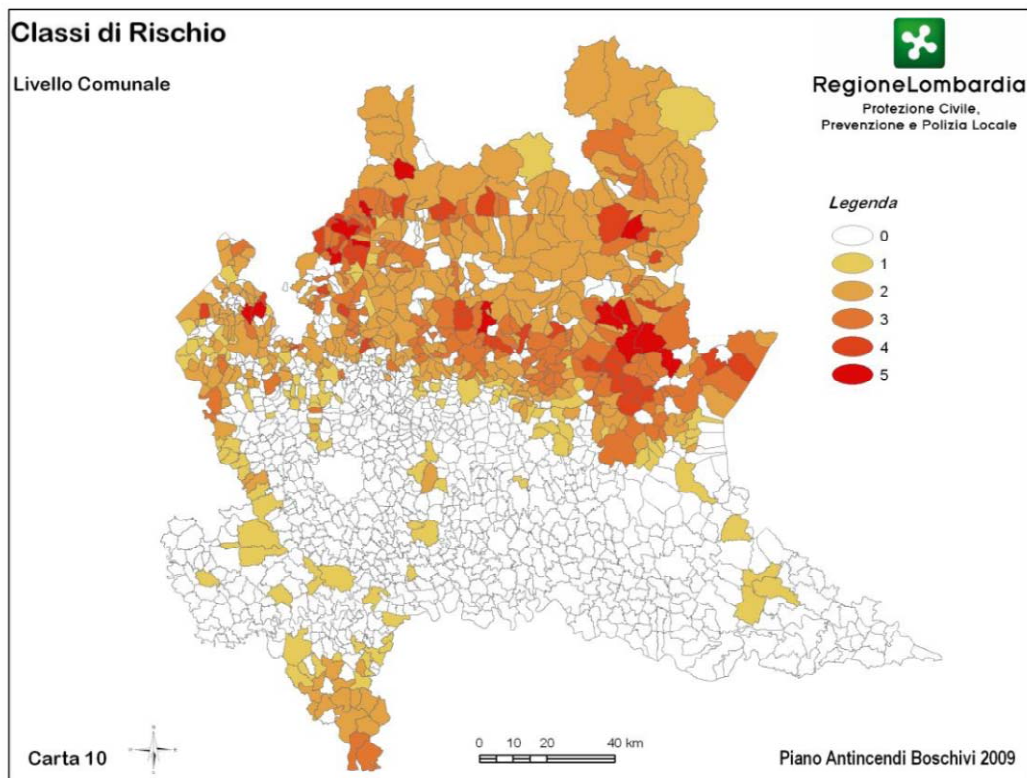 Classi di Rischio
Livello Comunale
RegioneLombardia
Protezione Civile,
Prevenzione e Polizia Locale
Legenda
0
1
2
3
4
5
Carta 10
0 10 20 40 km
Piano Antincendi Boschivi 2009